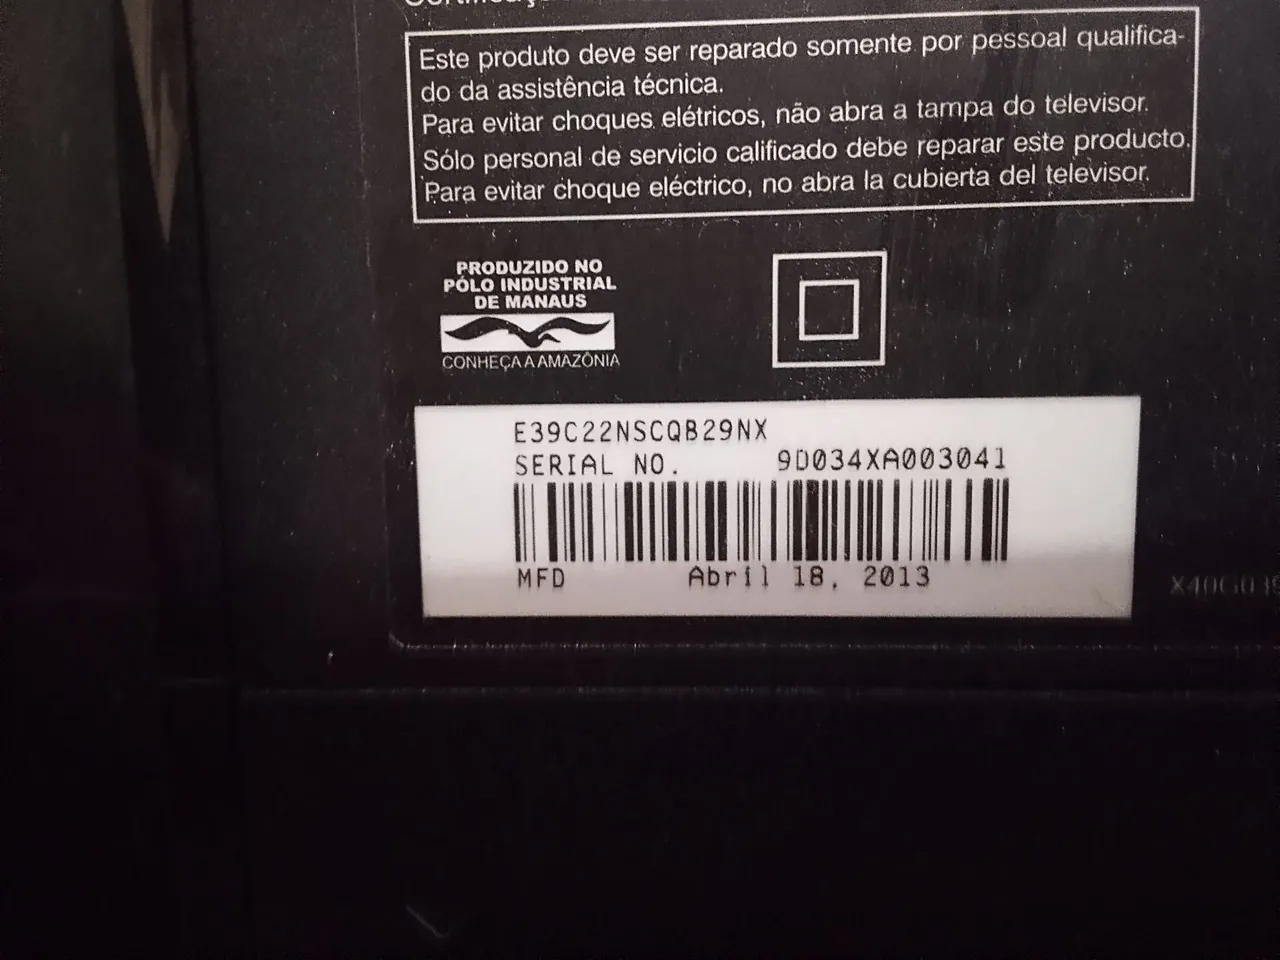 Este produto deve ser reparado somente por pessoal qualifica-
do da assistência técnica.
Para evitar choques elétricos, não abra a tampa do televisor.
Sólo personal de servicio calificado debe reparar este producto.
Para evitar choque eléctrico, no abra la cubierta del televisor.
PRODUZIDO NO
PÓLO INDUSTRIAL
DE MANAUS
CONHEÇA A AMAZÔNIA
E39C22NSCQB29NX
SERIAL NO. 9D034XA003041
MFD Abril 18, 2013